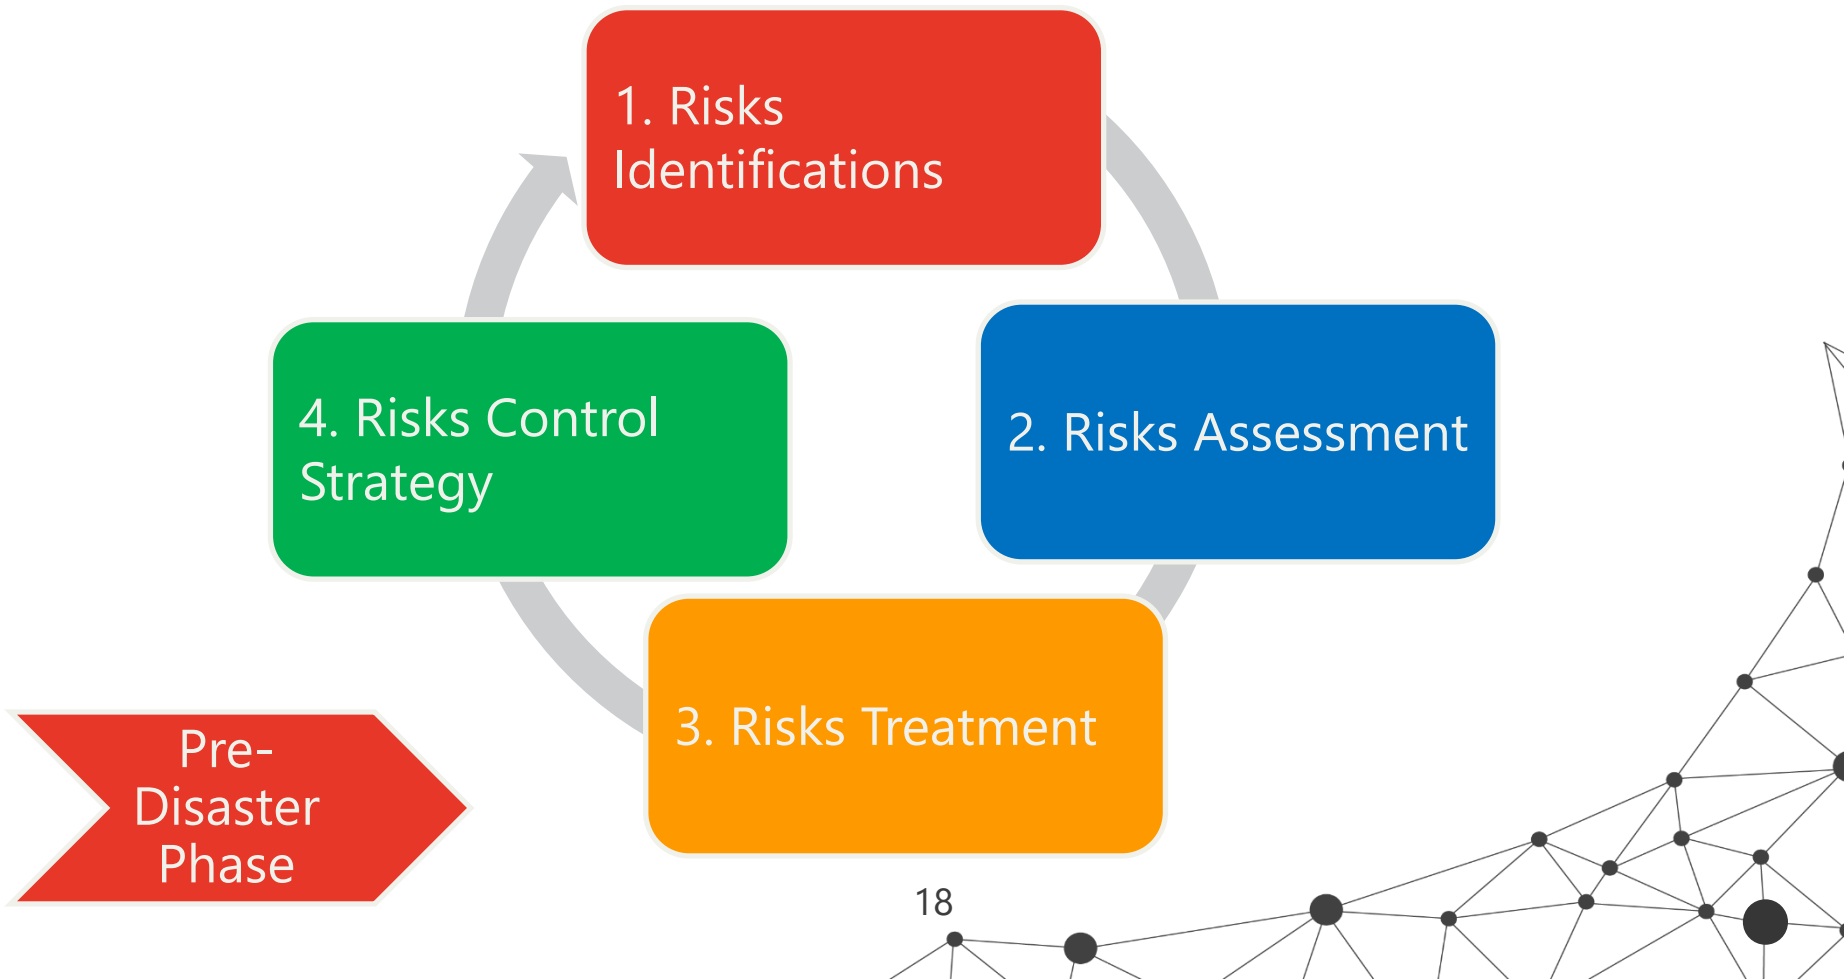 1. Risks
Identifications
2. Risks Assessment
3. Risks Treatment
4. Risks Control
Strategy
Pre-
Disaster
Phase
18